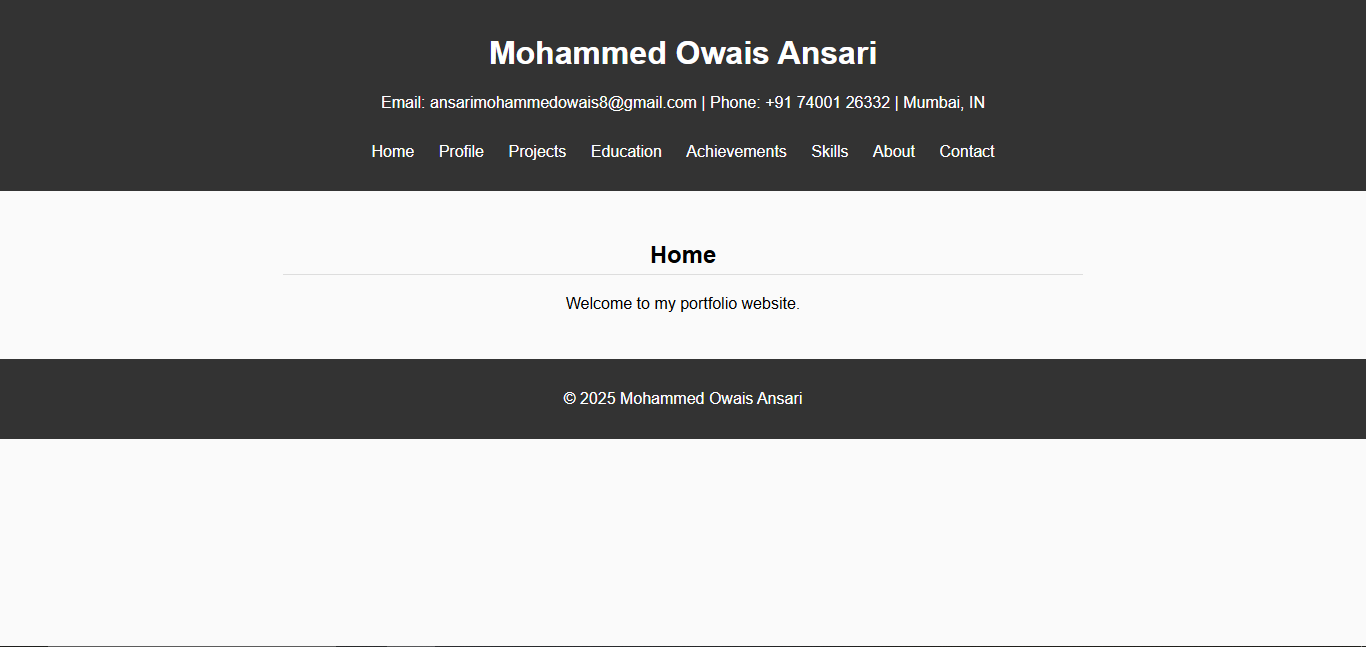 Mohammed Owais Ansari
Email: ansarimohammedowais8@gmail.com | Phone: +91 74001 26332 | Mumbai, IN
Home Profile Projects Education Achievements Skills About Contact
Home
Welcome to my portfolio website.
© 2025 Mohammed Owais Ansari